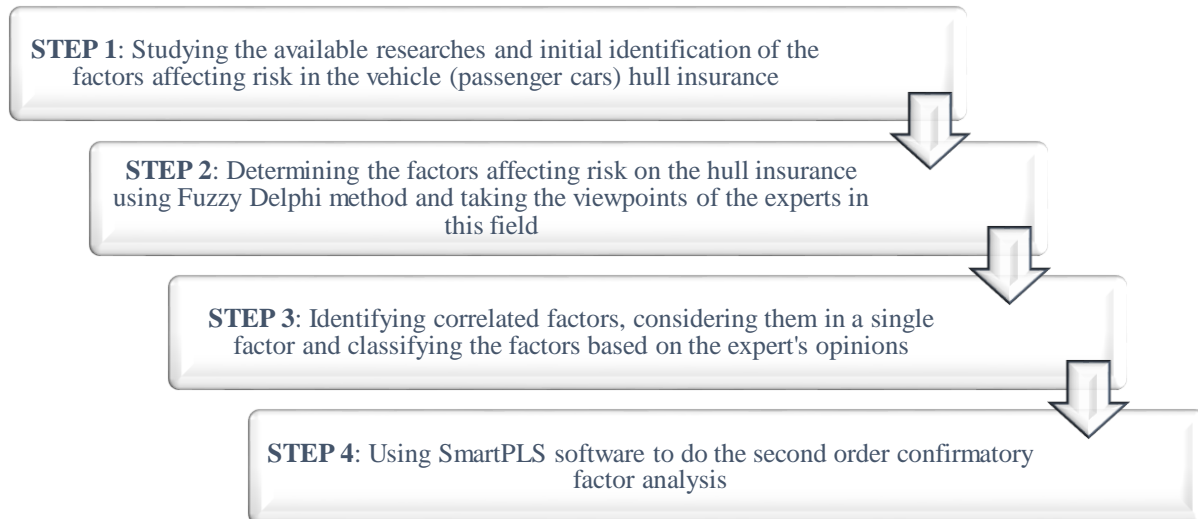 STEP 1: Studying the available researches and initial identification of the
factors affecting risk in the vehicle (passenger cars) hull insurance
STEP 2: Determining the factors affecting risk on the hull insurance
using Fuzzy Delphi method and taking the viewpoints of the experts in
this field
STEP 3: Identifying correlated factors, considering them in a single
factor and classifying the factors based on the expert's opinions
STEP 4: Using SmartPLS software to do the second order confirmatory
factor analysis